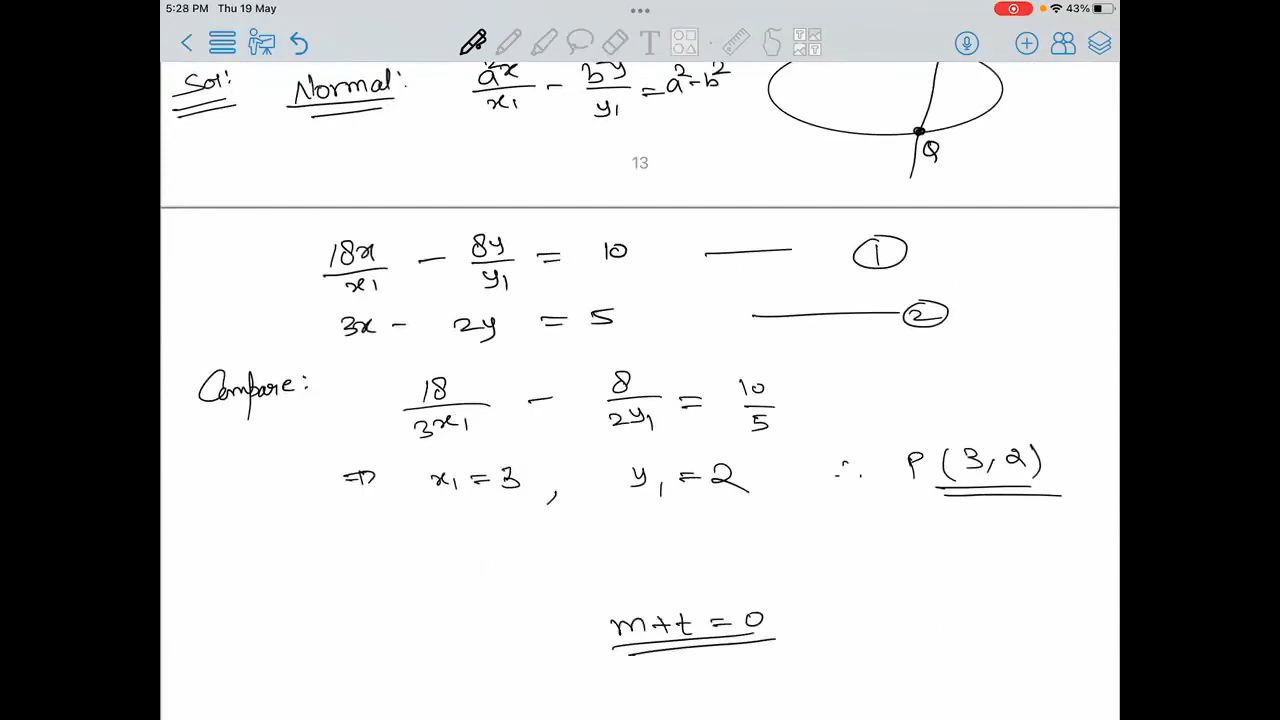 5:28 PM Thu 19 May
43%
T
Sol: Normal: a²x/x₁ - b²y/y₁ = a² - b²
Q
13
18x/x₁ - 8y/y₁ = 10 —— ①
3x - 2y = 5 —— ②
Compare: 18/3x₁ - 8/2y₁ = 10/5
⇒ x₁ = 3, y₁ = 2 ∴ P (3, 2)
m+t = 0